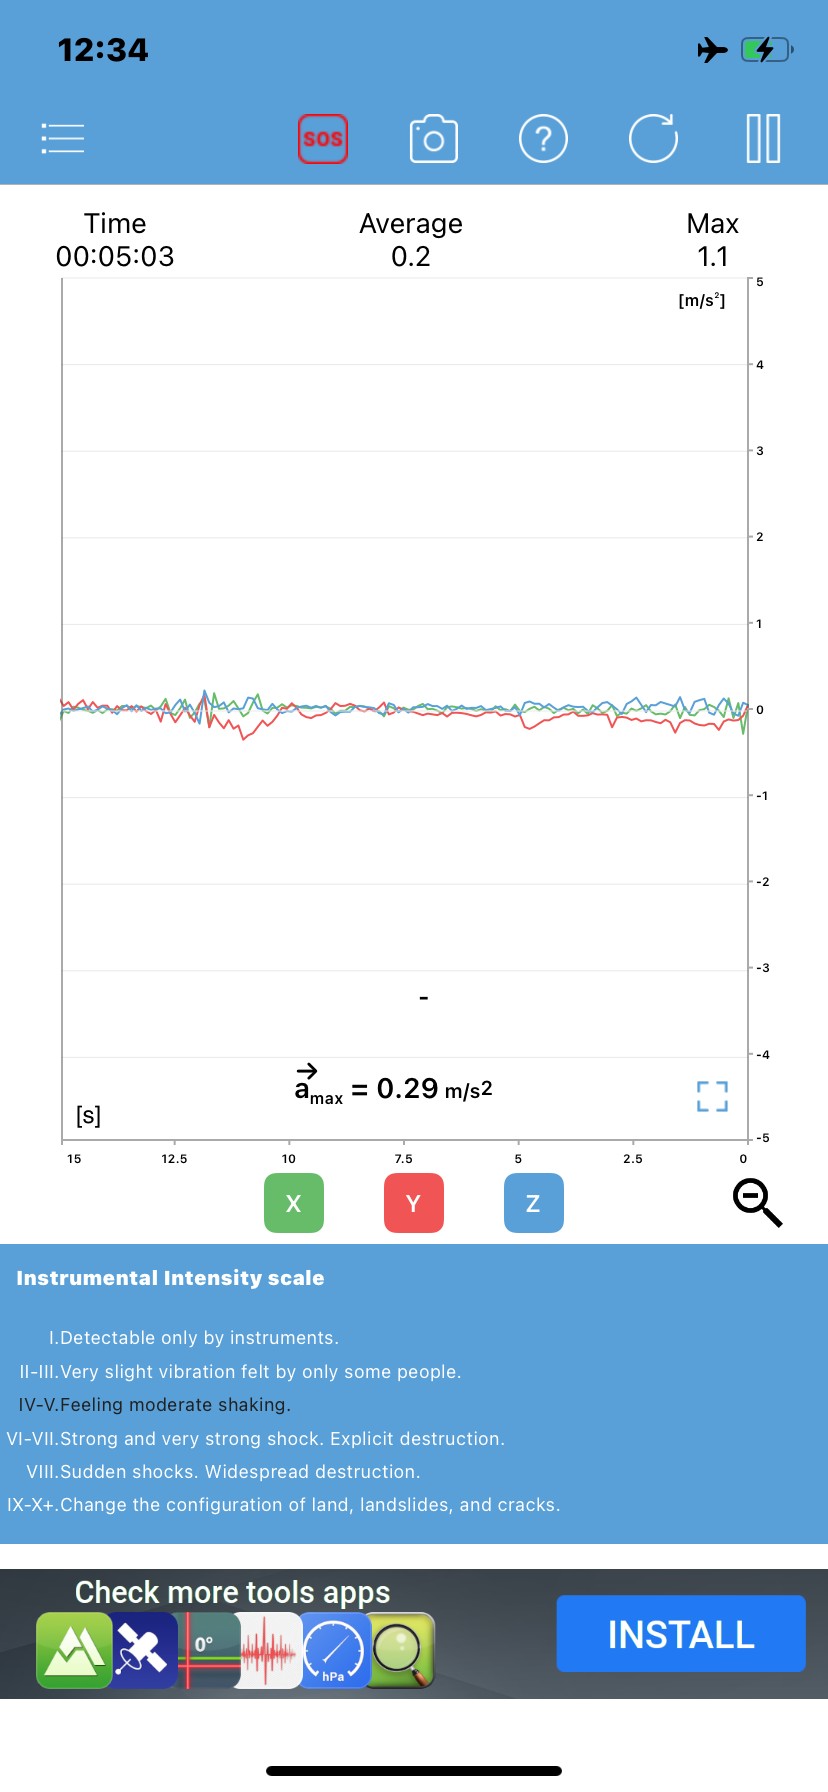 12:34
SOS
?
Time Average Max
00:05:03 0.2 1.1
5
[m/s²]
4
3
2
1
0
-1
-2
-3
-
-4
a max = 0.29 m/s2
[s]
-5
15 12.5 10 7.5 5 2.5 0
X Y Z
Instrumental Intensity scale
I.Detectable only by instruments.
II-III.Very slight vibration felt by only some people.
IV-V.Feeling moderate shaking.
VI-VII.Strong and very strong shock. Explicit destruction.
VIII.Sudden shocks. Widespread destruction.
IX-X+.Change the configuration of land, landslides, and cracks.
Check more tools apps
0°
hPa
INSTALL